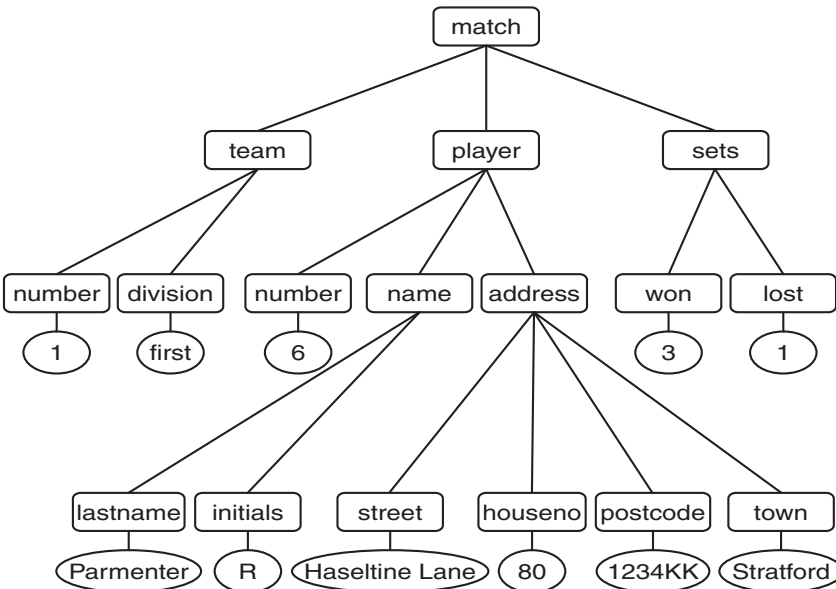 match
team player sets
number division number name address won lost
1 first 6 3 1
lastname initials street houseno postcode town
Parmenter R Haseltine Lane 80 1234KK Stratford